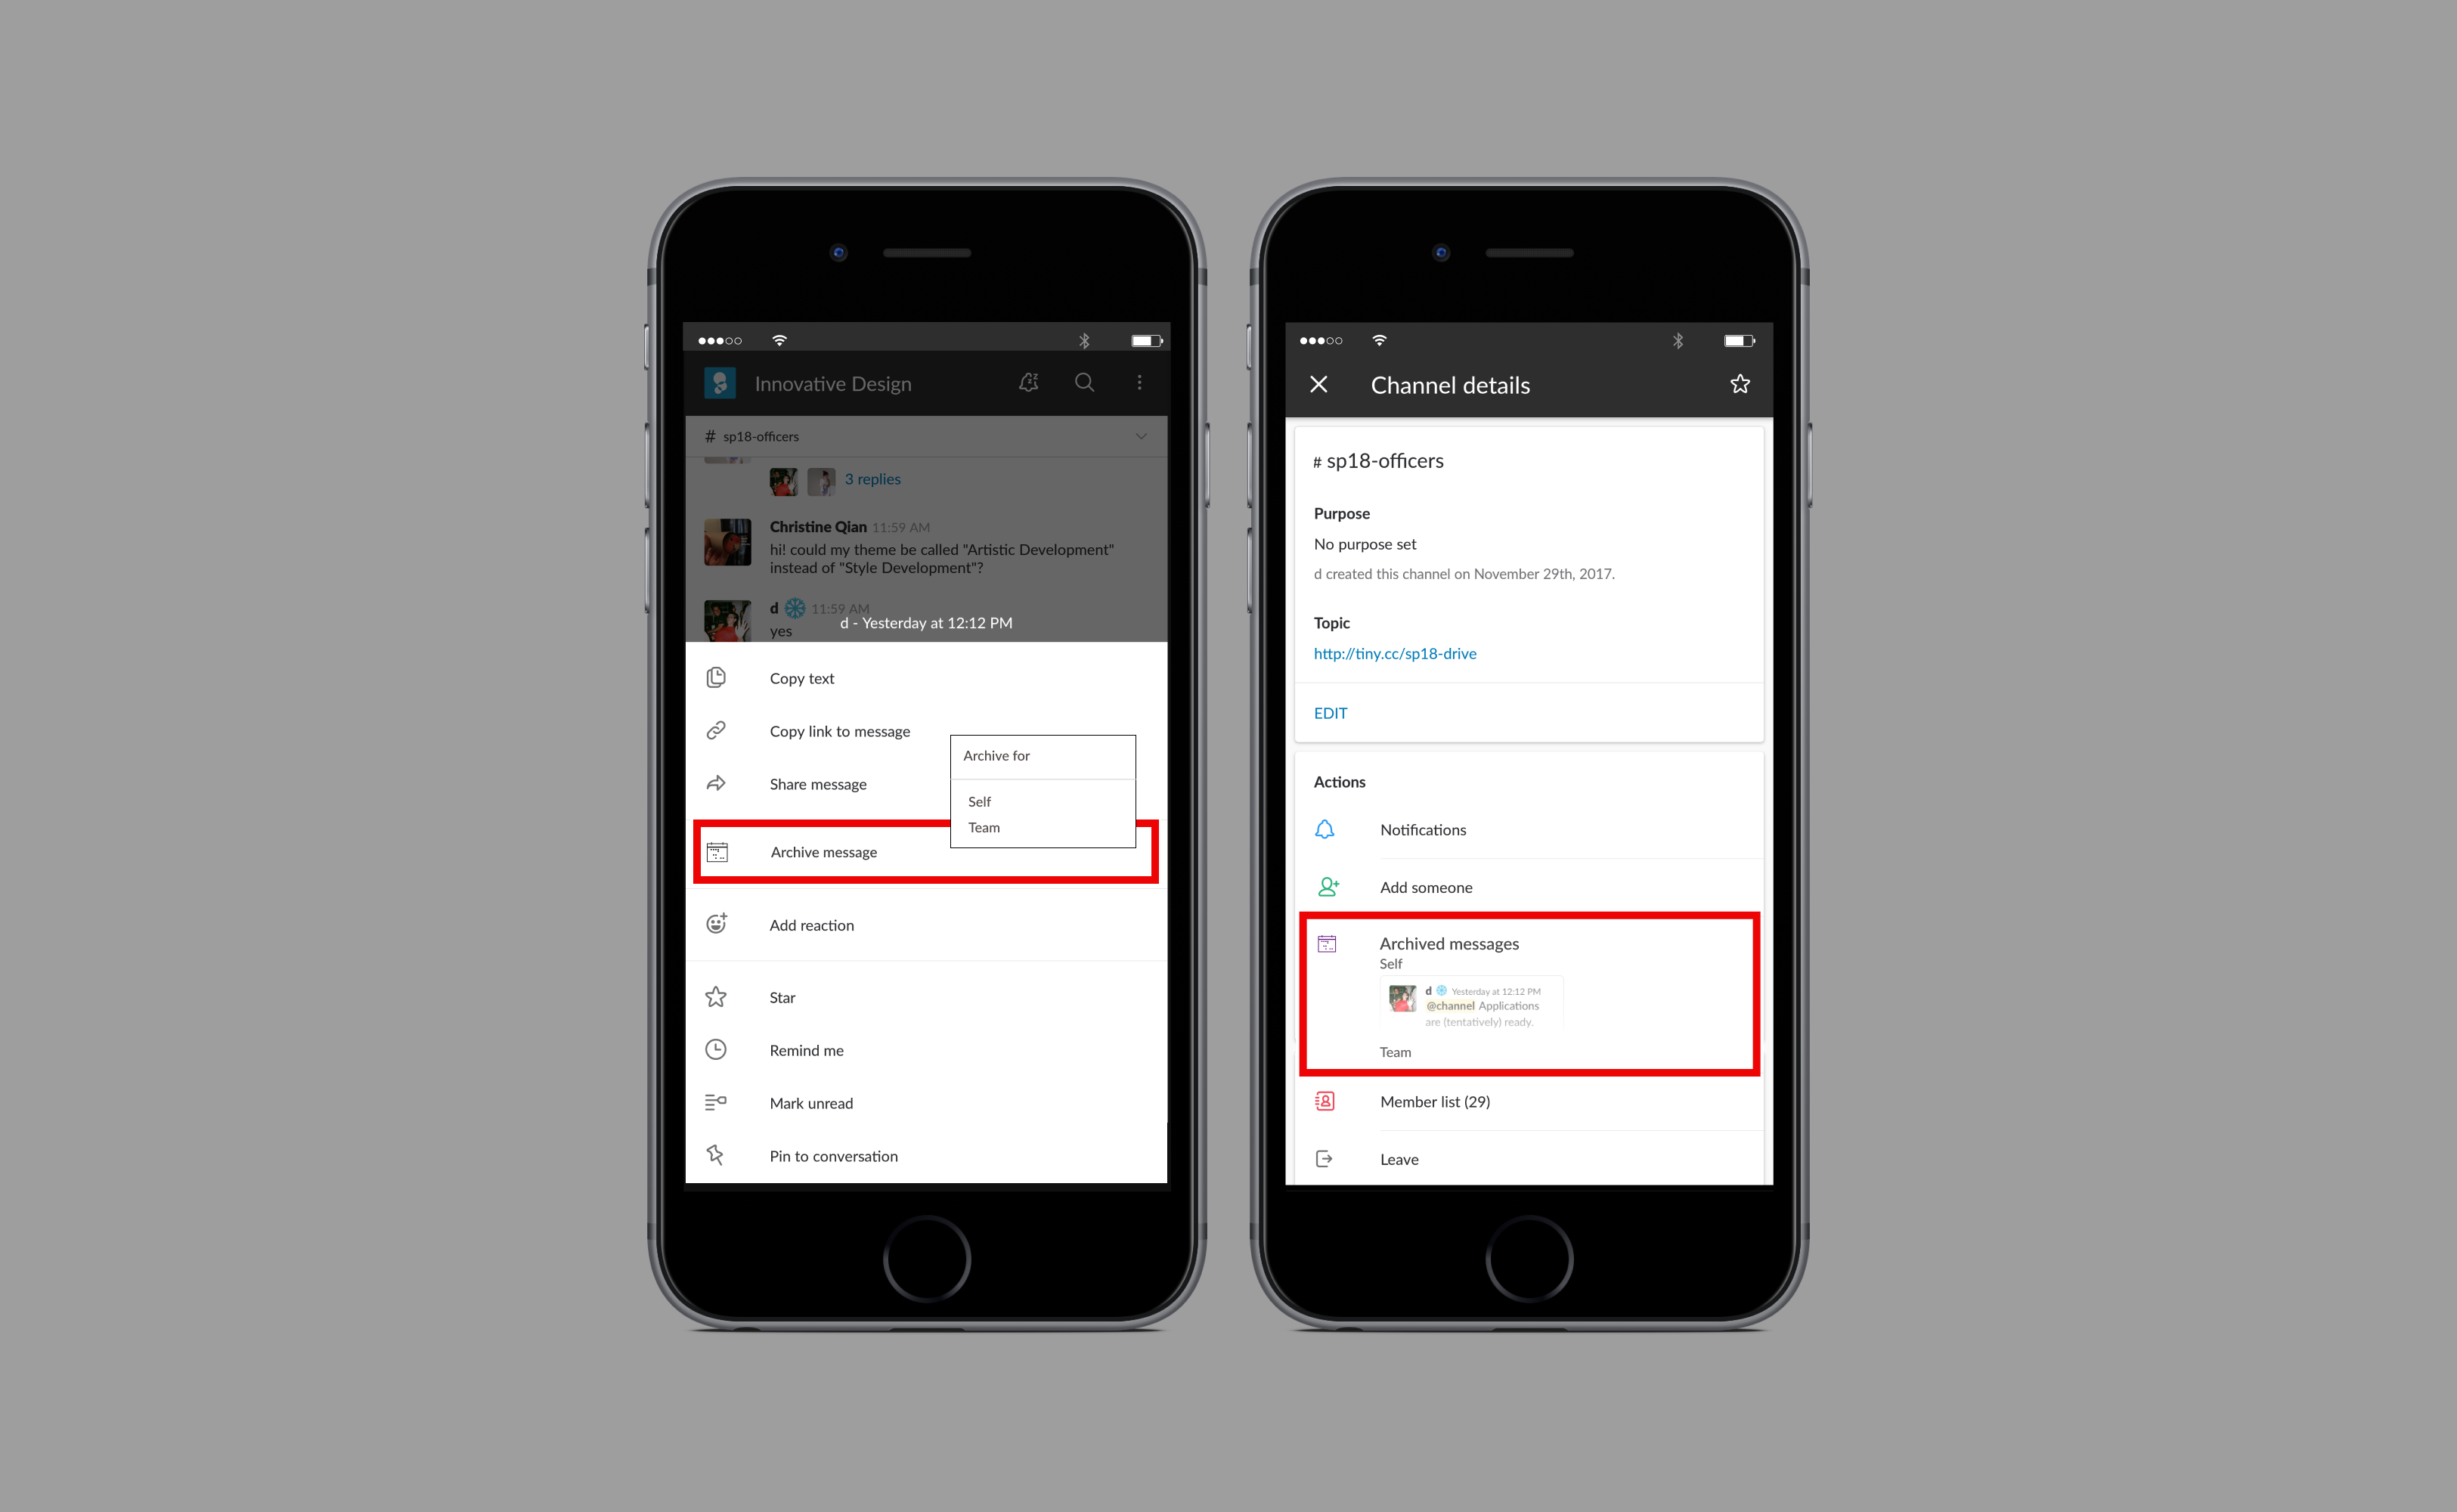 Innovative Design
# sp18-officers
3 replies
Christine Qian 11:59 AM
hi! could my theme be called "Artistic Development"
instead of "Style Development"?
d 11:59 AM
yes
d - Yesterday at 12:12 PM
Copy text
Copy link to message
Share message
Archive for
Self
Team
Archive message
Add reaction
Star
Remind me
Mark unread
Pin to conversation
Channel details
# sp18-officers
Purpose
No purpose set
d created this channel on November 29th, 2017.
Topic
http://tiny.cc/sp18-drive
EDIT
Actions
Notifications
Add someone
Archived messages
Self
d Yesterday at 12:12 PM
@channel Applications
are (tentatively) ready.
Team
Member list (29)
Leave